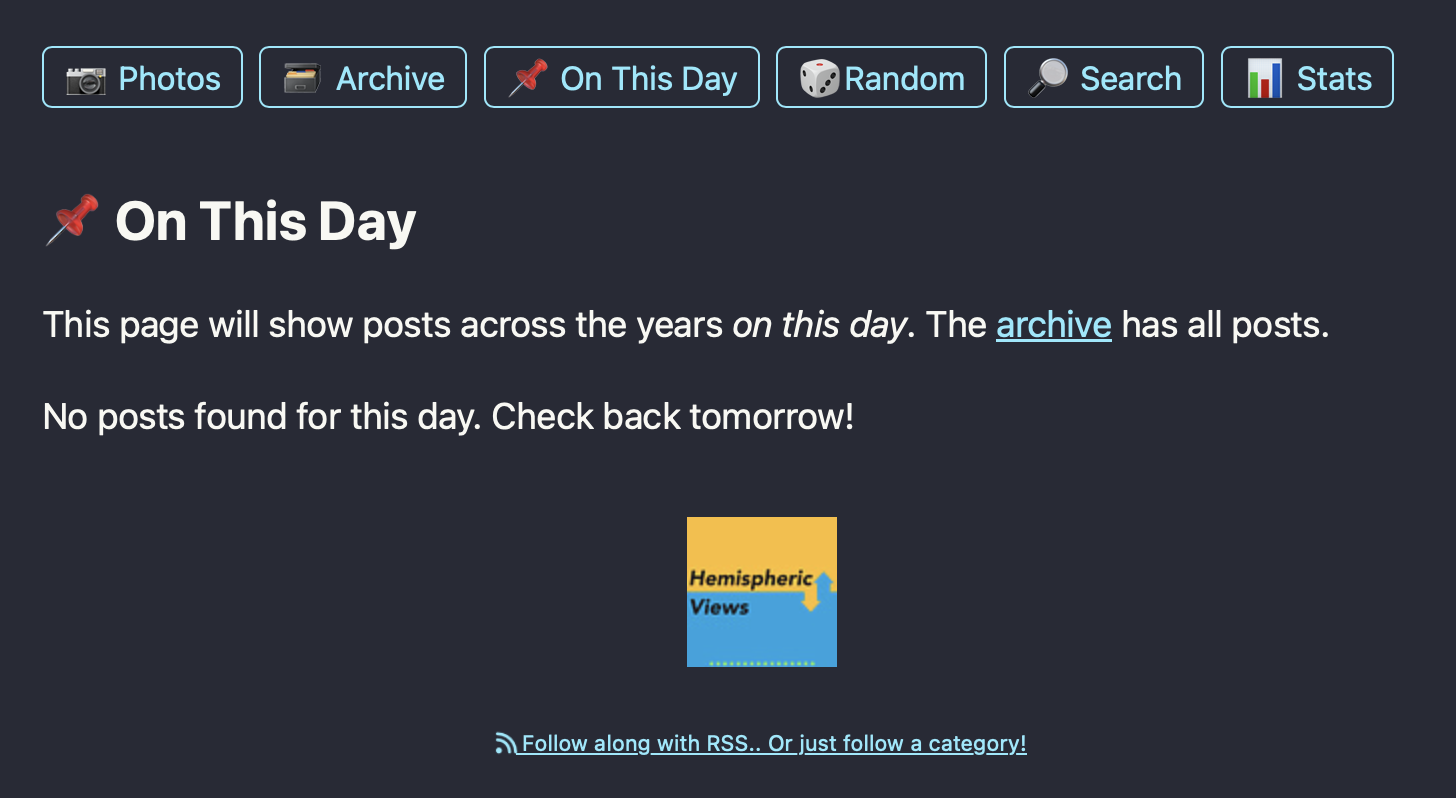 Photos Archive On This Day Random Search Stats
On This Day
This page will show posts across the years on this day. The archive has all posts.
No posts found for this day. Check back tomorrow!
Hemispheric
Views
Follow along with RSS.. Or just follow a category!